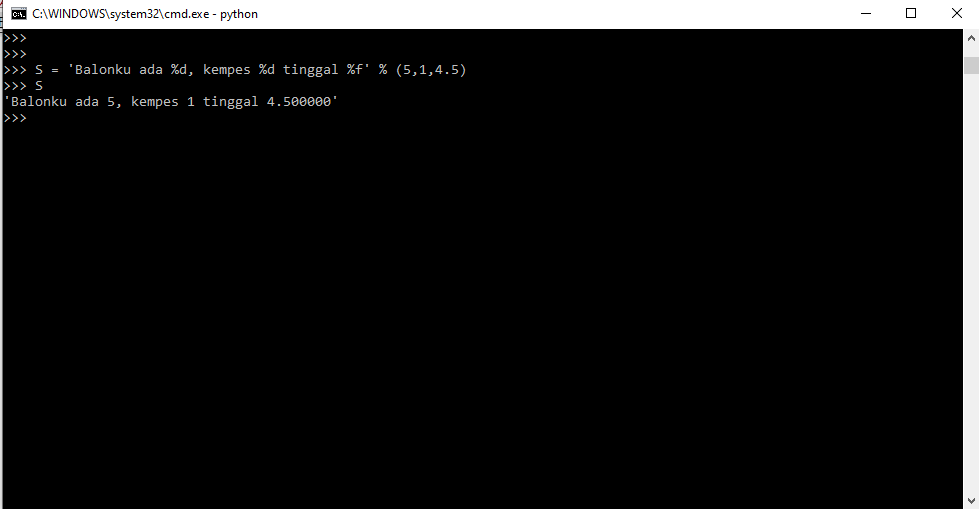 C:\WINDOWS\system32\cmd.exe - python
>>>
>>>
>>> S = 'Balonku ada %d, kempes %d tinggal %f' % (5,1,4.5)
>>> S
'Balonku ada 5, kempes 1 tinggal 4.500000'
>>>